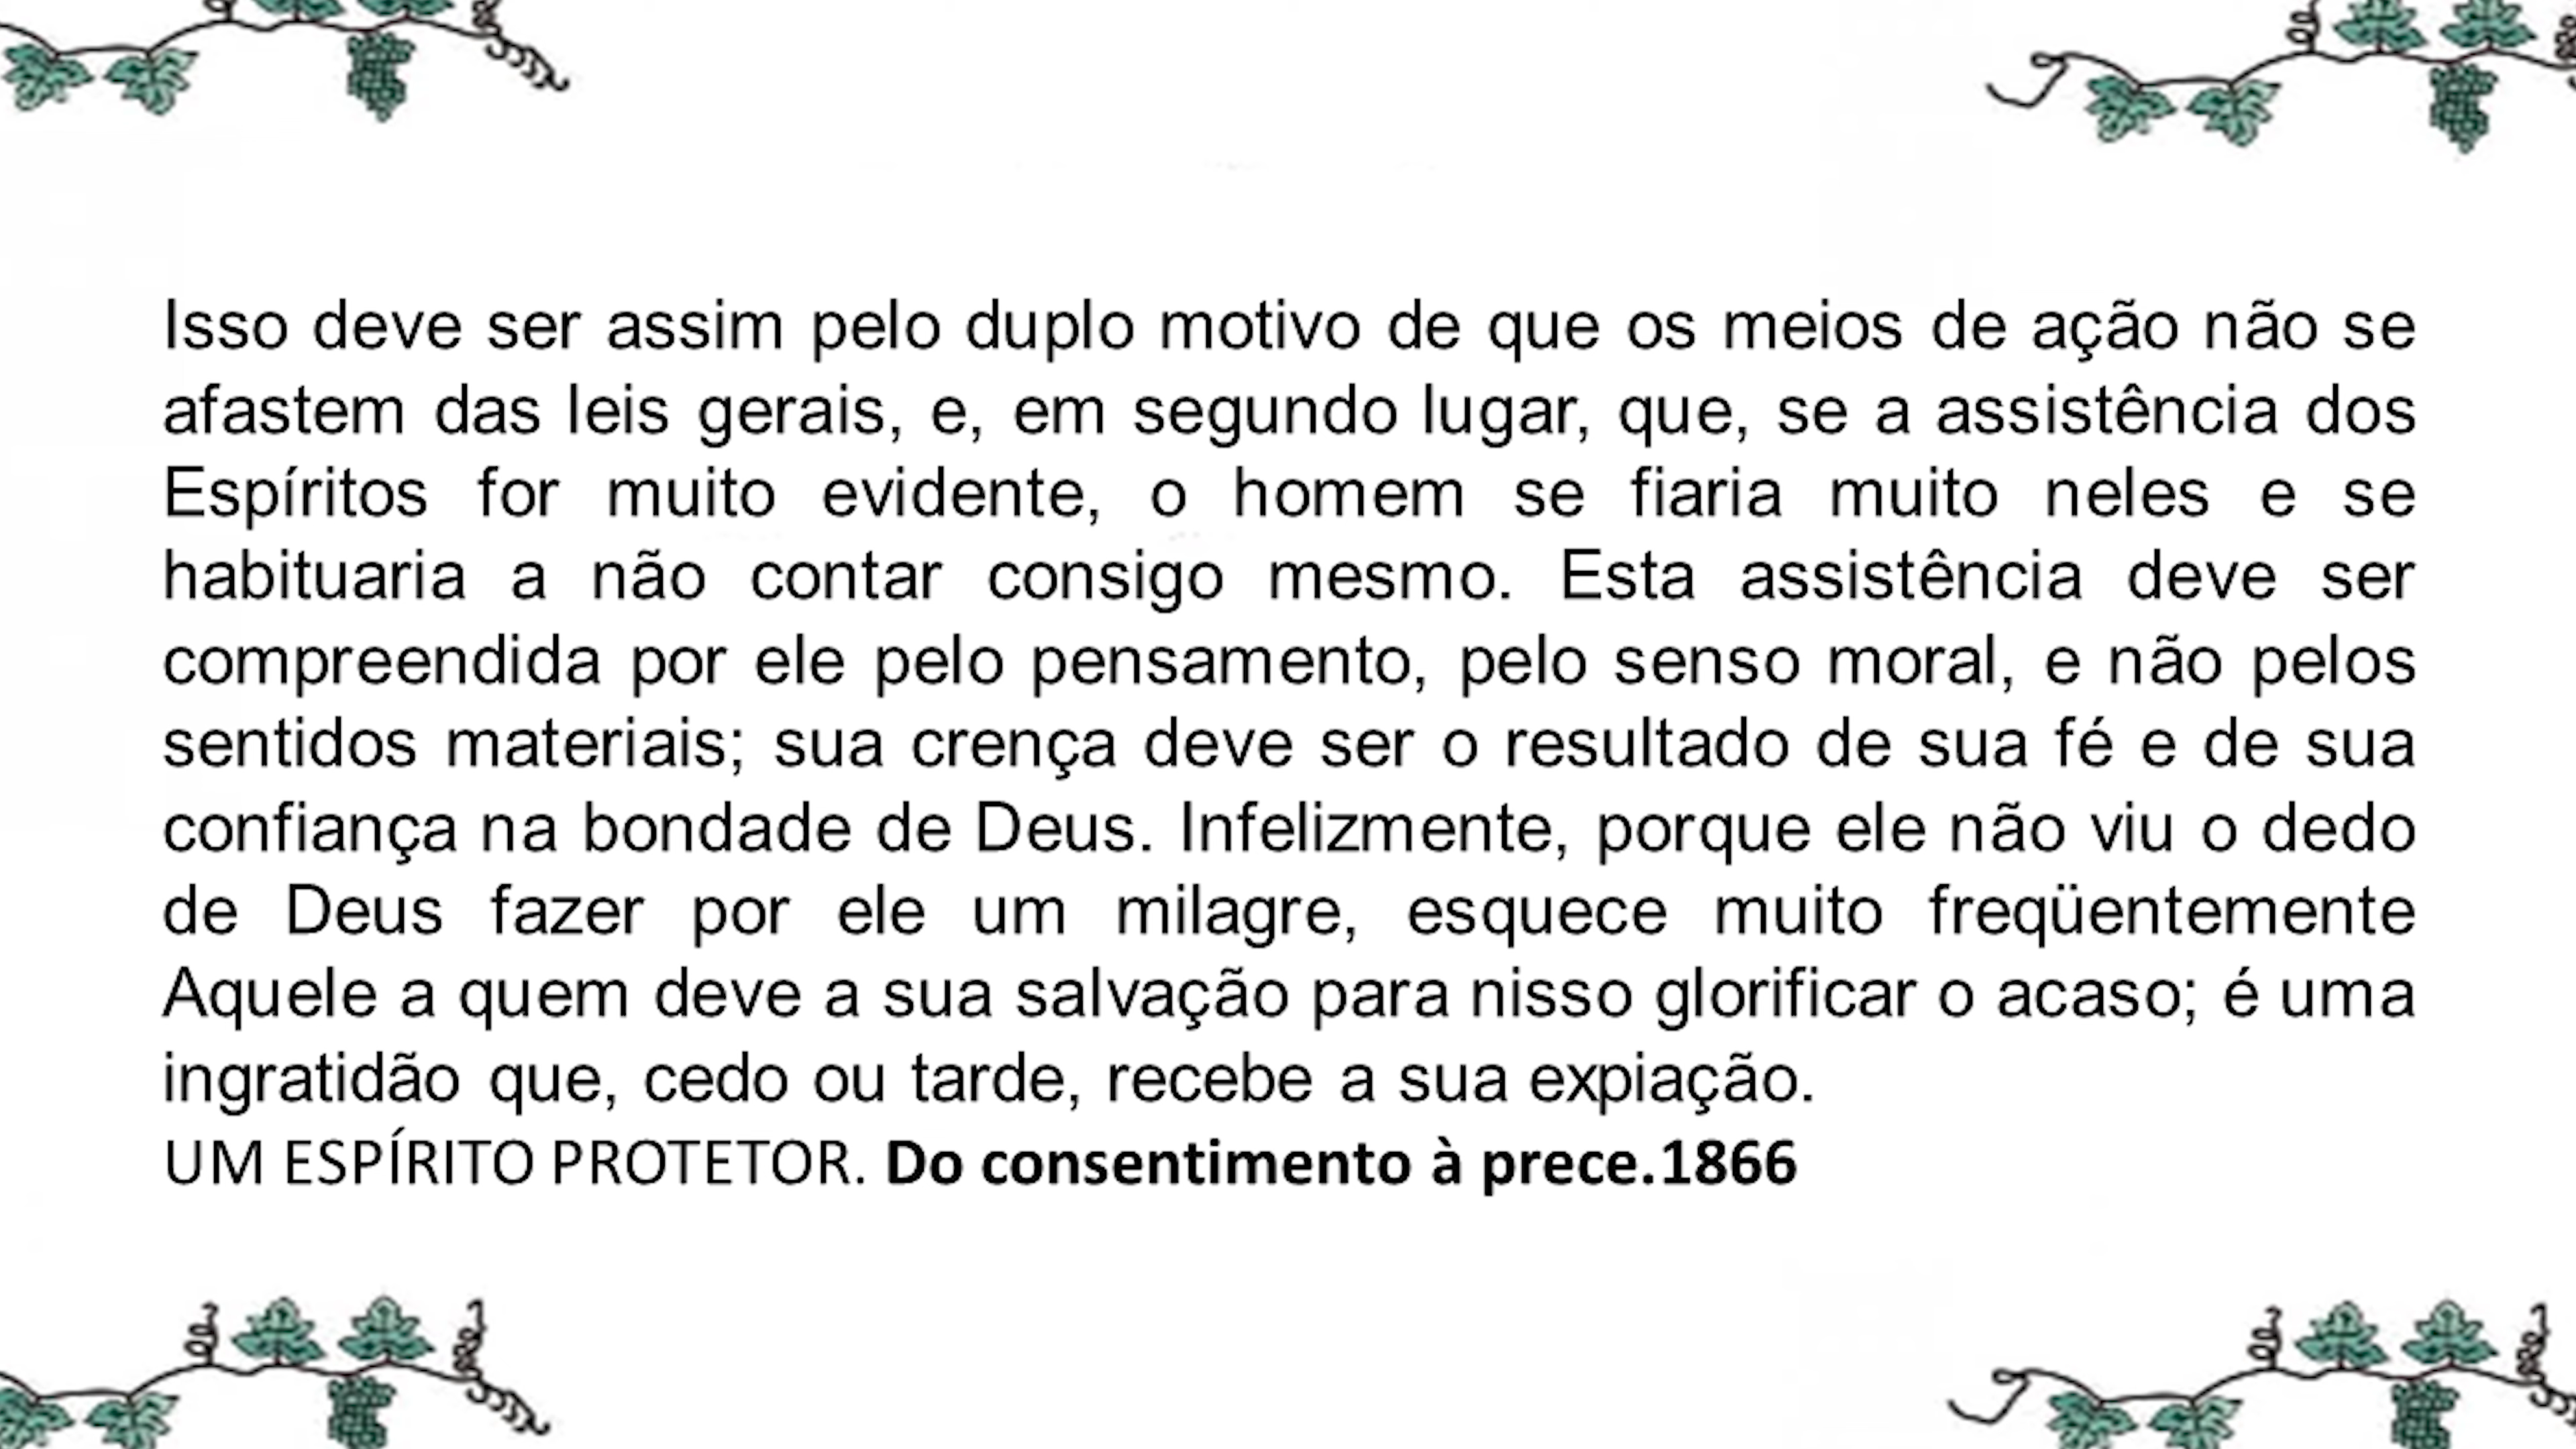 Isso deve ser assim pelo duplo motivo de que os meios de ação não se
afastem das leis gerais, e, em segundo lugar, que, se a assistência dos
Espíritos for muito evidente, o homem se fiaria muito neles e se
habituaria a não contar consigo mesmo. Esta assistência deve ser
compreendida por ele pelo pensamento, pelo senso moral, e não pelos
sentidos materiais; sua crença deve ser o resultado de sua fé e de sua
confiança na bondade de Deus. Infelizmente, porque ele não viu o dedo
de Deus fazer por ele um milagre, esquece muito freqüentemente
Aquele a quem deve a sua salvação para nisso glorificar o acaso; é uma
ingratidão que, cedo ou tarde, recebe a sua expiação.
UM ESPÍRITO PROTETOR. Do consentimento à prece.1866